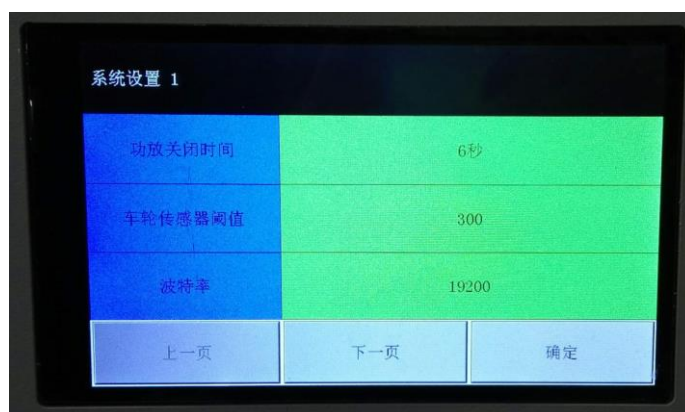 系统设置 1
功放关闭时间 6秒
车轮传感器阈值 300
波特率 19200
上一页 下一页 确定